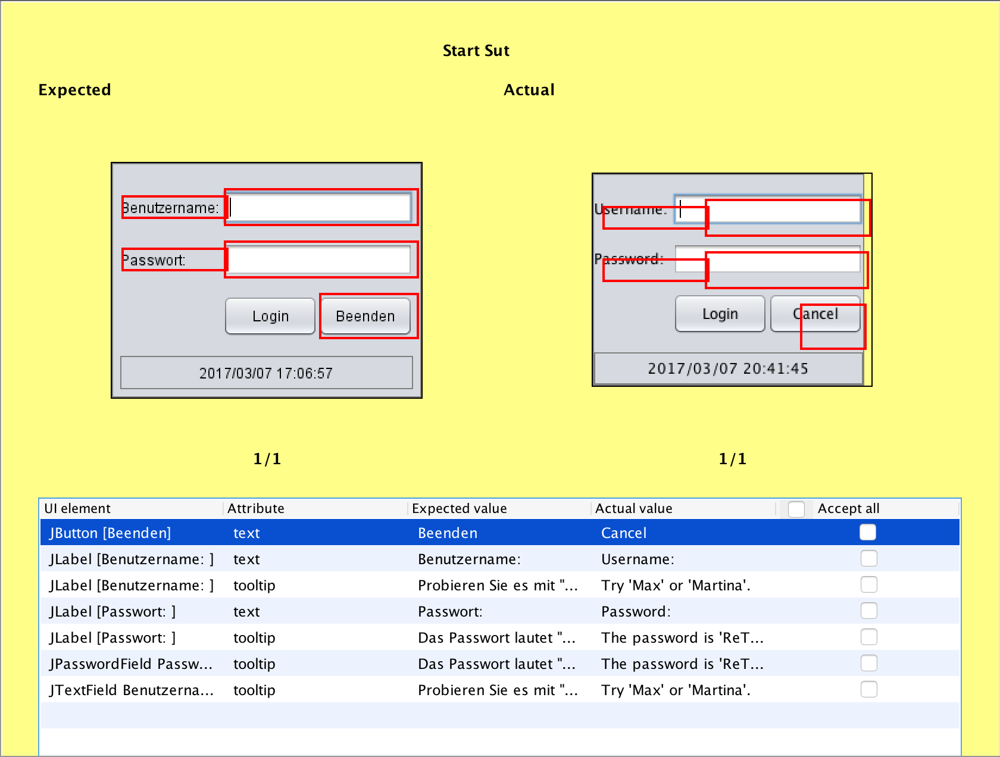 Start Sut
Expected
Actual
Benutzername:
Passwort:
Login
Beenden
2017/03/07 17:06:57
Username:
Password:
Login
Cancel
2017/03/07 20:41:45
1/1
1/1
UI element Attribute Expected value Actual value Accept all
JButton [Beenden] text Beenden Cancel
JLabel [Benutzername: ] text Benutzername: Username:
JLabel [Benutzername: ] tooltip Probieren Sie es mit "... Try 'Max' or 'Martina'.
JLabel [Passwort: ] text Passwort: Password:
JLabel [Passwort: ] tooltip Das Passwort lautet "... The password is 'ReT...
JPasswordField Passw... tooltip Das Passwort lautet "... The password is 'ReT...
JTextField Benutzerna... tooltip Probieren Sie es mit "... Try 'Max' or 'Martina'.